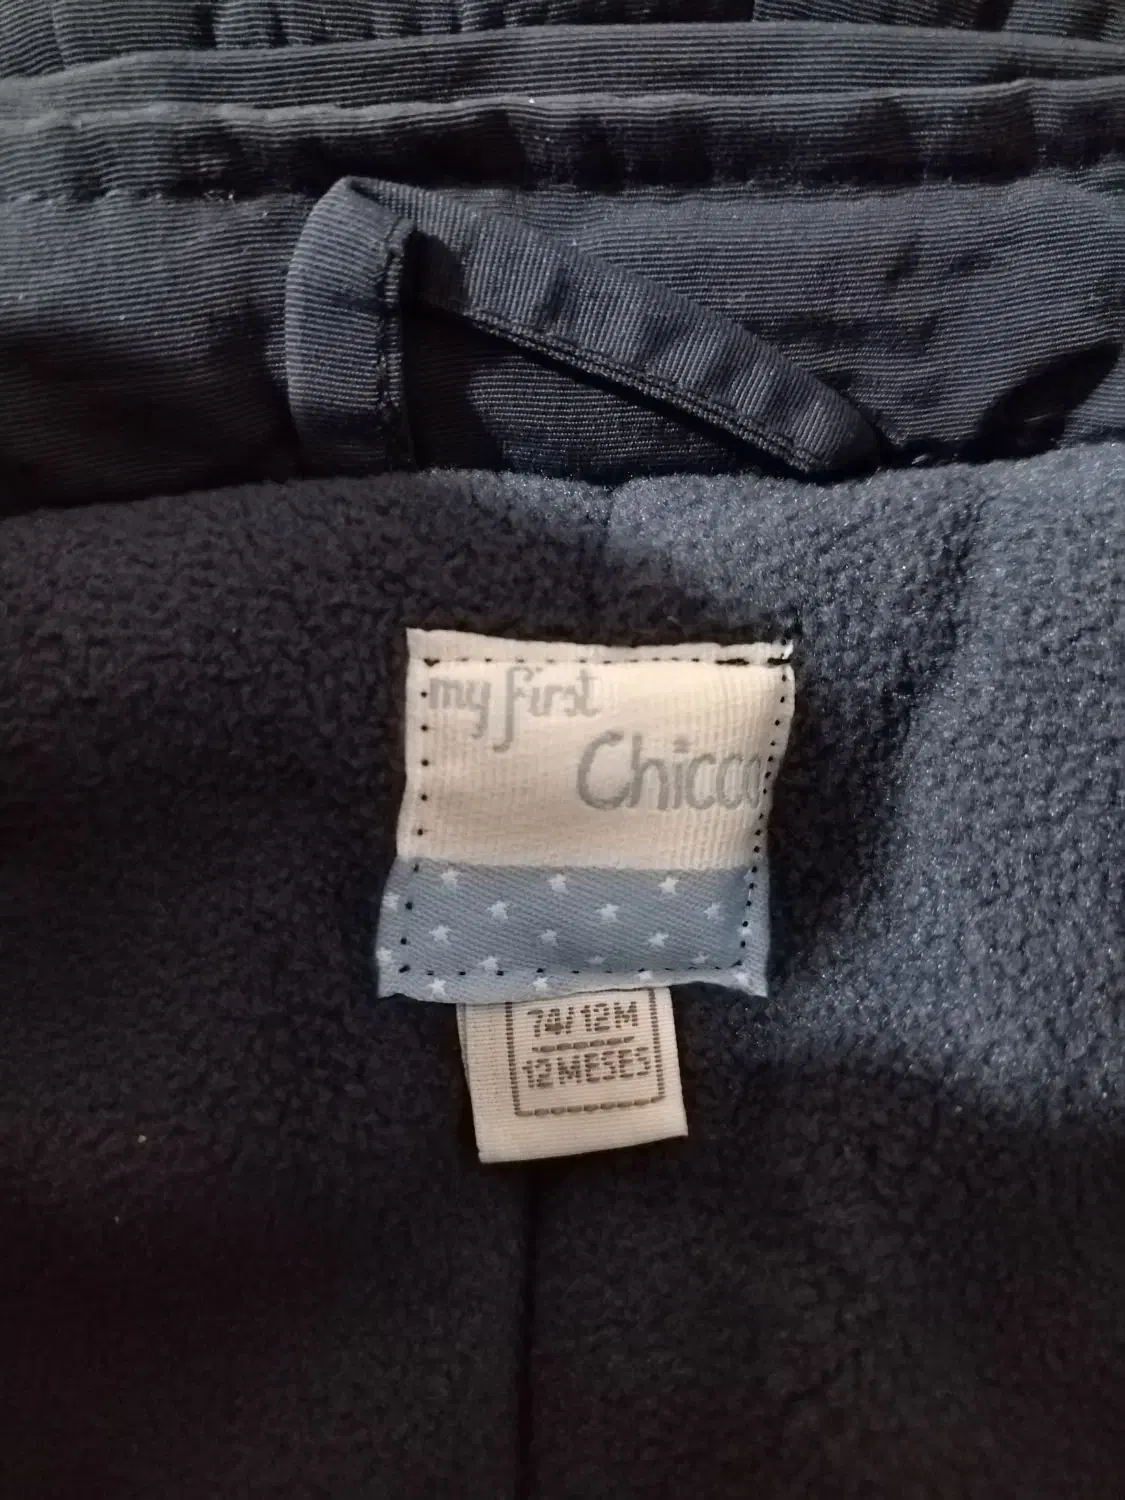 my first
Chicco
74/12M
12 MESES